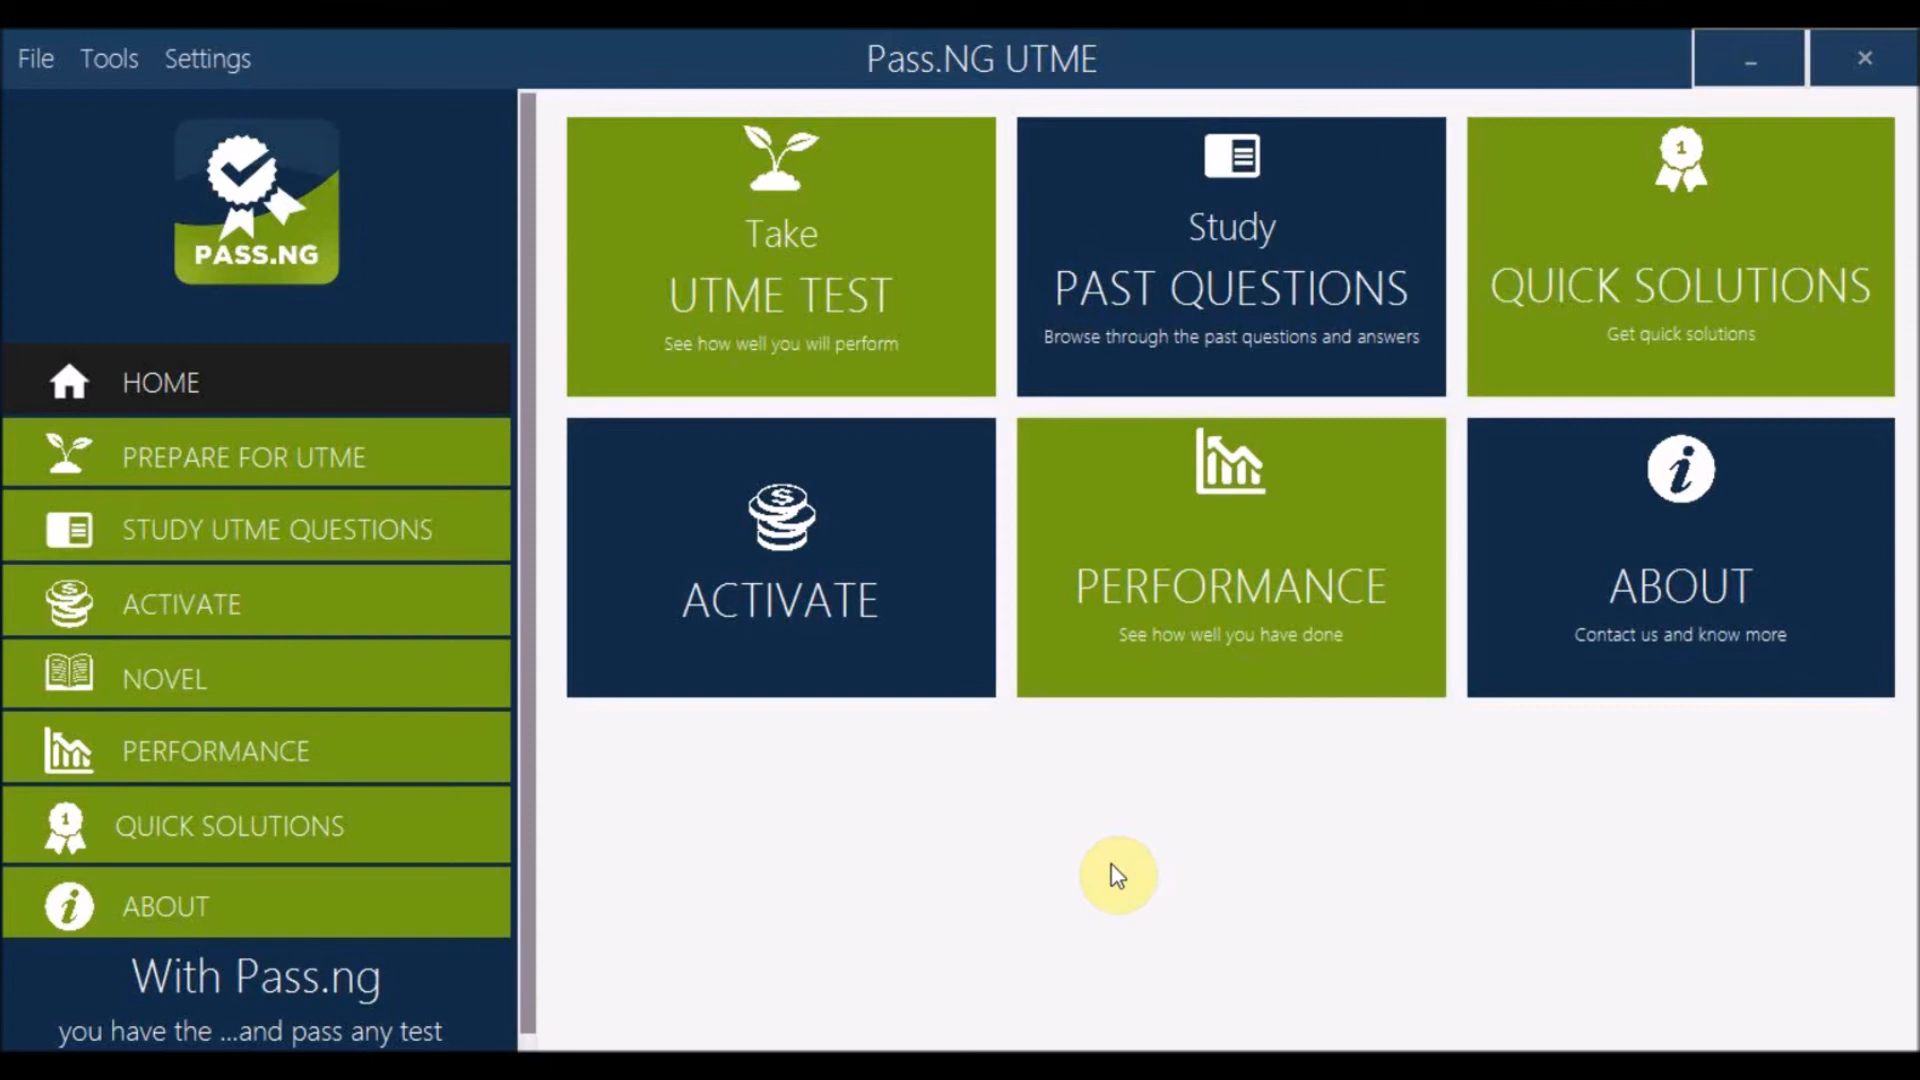 File Tools Settings
Pass.NG UTME
PASS.NG
HOME
PREPARE FOR UTME
STUDY UTME QUESTIONS
ACTIVATE
NOVEL
PERFORMANCE
1
QUICK SOLUTIONS
ABOUT
With Pass.ng
you have the ...and pass any test
Take
UTME TEST
See how well you will perform
Study
PAST QUESTIONS
Browse through the past questions and answers
1
QUICK SOLUTIONS
Get quick solutions
ACTIVATE
PERFORMANCE
See how well you have done
ABOUT
Contact us and know more